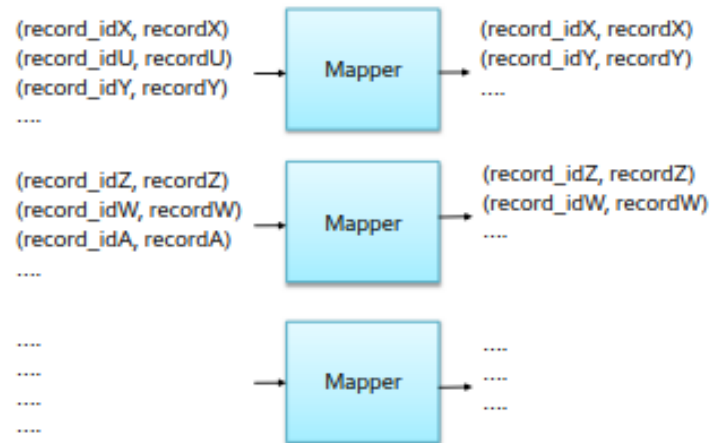 (record_idX, recordX)
(record_idU, recordU)
(record_idY, recordY)
....
Mapper
(record_idX, recordX)
(record_idY, recordY)
....
(record_idZ, recordZ)
(record_idW, recordW)
(record_idA, recordA)
....
Mapper
(record_idZ, recordZ)
(record_idW, recordW)
....
....
....
....
....
Mapper
....
....
....